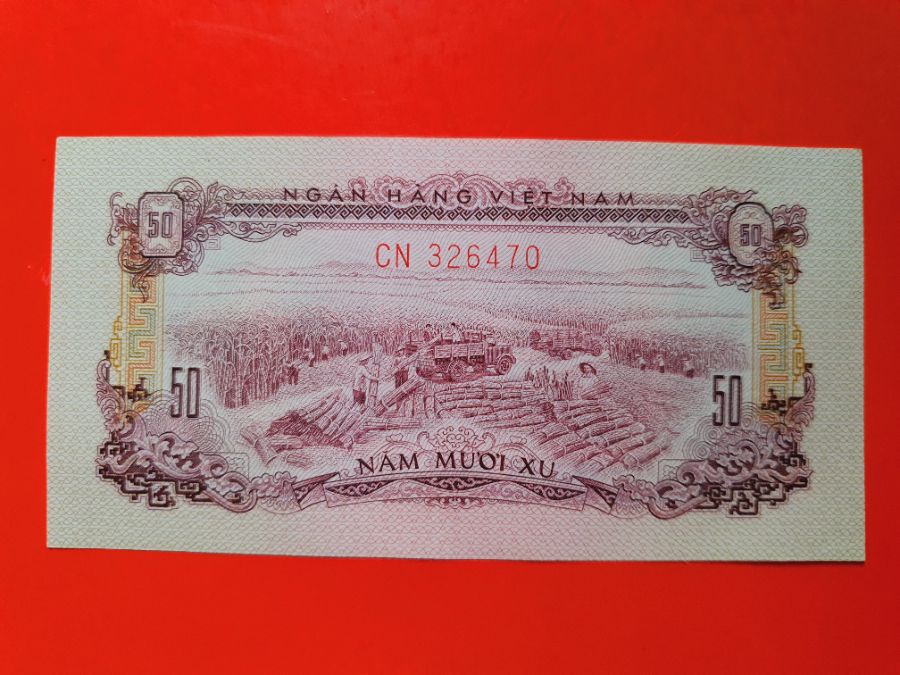 NGÂN HÀNG VIỆT NAM
50 50
CN 326470
50 50
NĂM MƯƠI XU